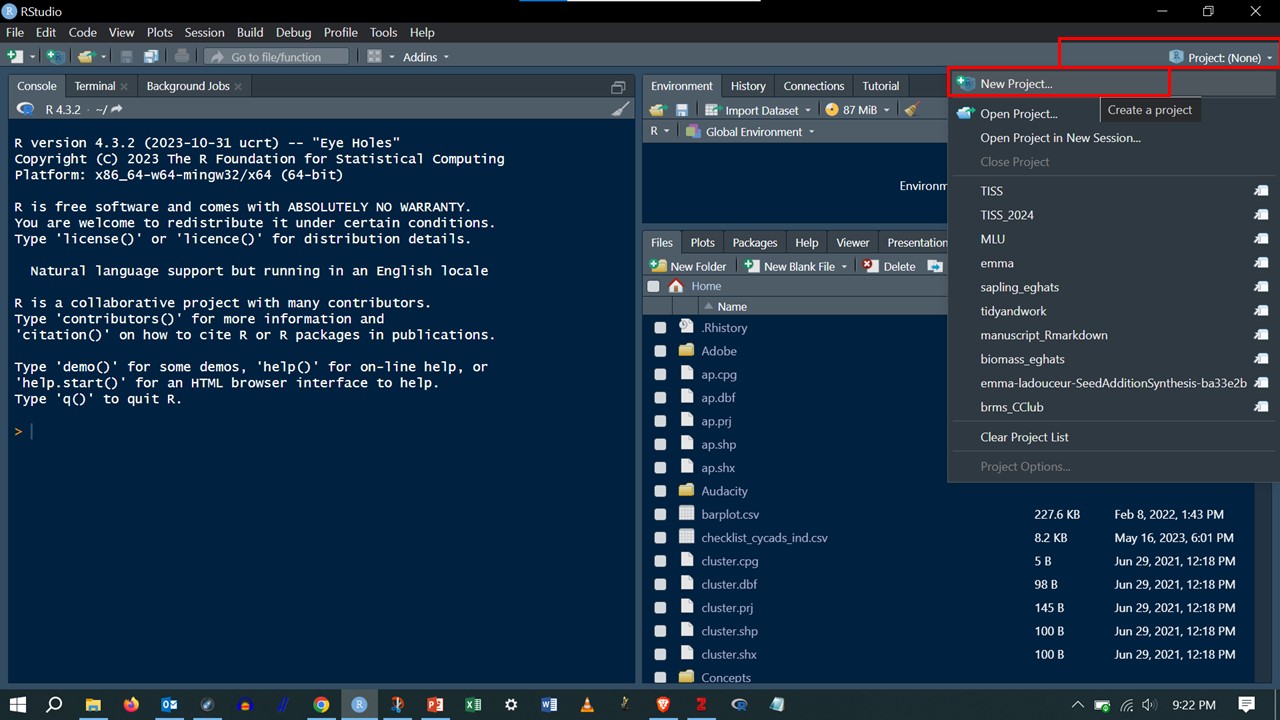 RStudio
File Edit Code View Plots Session Build Debug Profile Tools Help
Go to file/function
Addins
Project: (None)
Console Terminal Background Jobs
R 4.3.2 · ~/
R version 4.3.2 (2023-10-31 ucrt) -- "Eye Holes"
Copyright (C) 2023 The R Foundation for Statistical Computing
Platform: x86_64-w64-mingw32/x64 (64-bit)
R is free software and comes with ABSOLUTELY NO WARRANTY.
You are welcome to redistribute it under certain conditions.
Type 'license()' or 'licence()' for distribution details.
Natural language support but running in an English locale
R is a collaborative project with many contributors.
Type 'contributors()' for more information and
'citation()' on how to cite R or R packages in publications.
Type 'demo()' for some demos, 'help()' for on-line help, or
'help.start()' for an HTML browser interface to help.
Type 'q()' to quit R.
>
Environment History Connections Tutorial
Import Dataset 87 MiB
R Global Environment
Environm
Files Plots Packages Help Viewer Presentation
New Folder New Blank File Delete
Home
Name
.Rhistory
Adobe
ap.cpg
ap.dbf
ap.prj
ap.shp
ap.shx
Audacity
barplot.csv 227.6 KB Feb 8, 2022, 1:43 PM
checklist_cycads_ind.csv 8.2 KB May 16, 2023, 6:01 PM
cluster.cpg 5 B Jun 29, 2021, 12:18 PM
cluster.dbf 98 B Jun 29, 2021, 12:18 PM
cluster.prj 145 B Jun 29, 2021, 12:18 PM
cluster.shp 100 B Jun 29, 2021, 12:18 PM
cluster.shx 100 B Jun 29, 2021, 12:18 PM
Concepts
New Project...
Create a project
Open Project...
Open Project in New Session...
Close Project
TISS
TISS_2024
MLU
emma
sapling_eghats
tidyandwork
manuscript_Rmarkdown
biomass_eghats
emma-ladouceur-SeedAdditionSynthesis-ba33e2b
brms_CClub
Clear Project List
Project Options...
9:22 PM